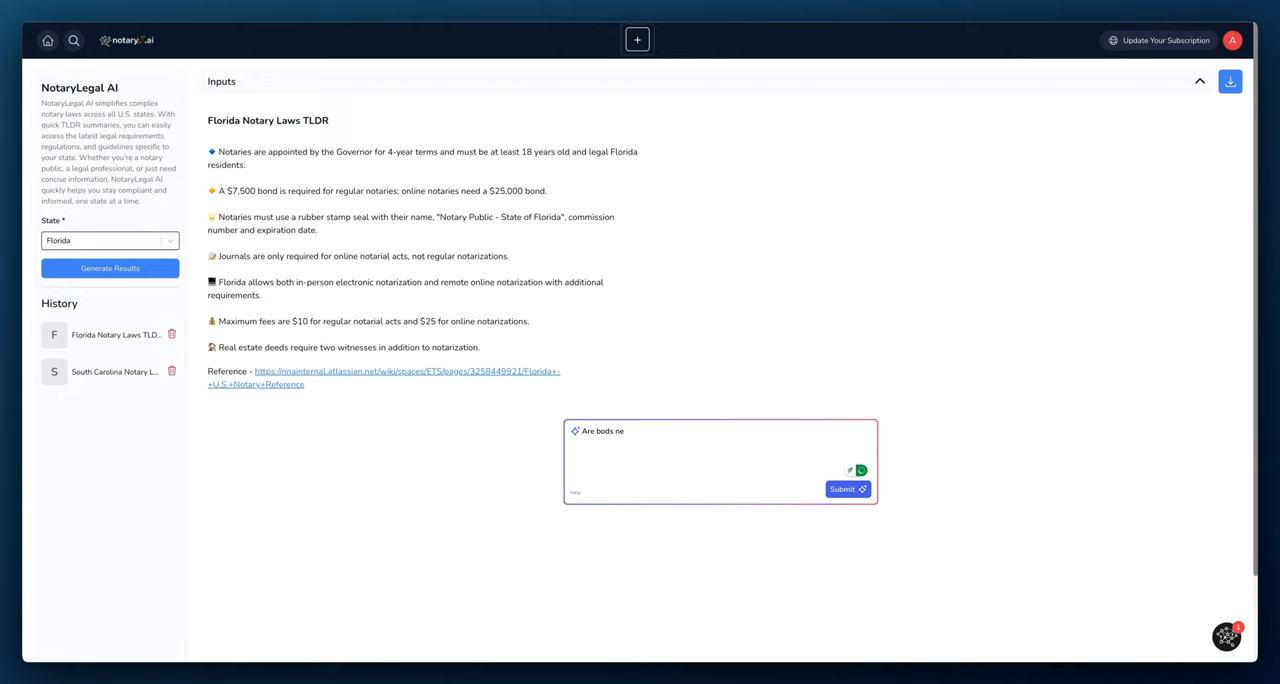 notary.ai
+
Update Your Subscription
A
NotaryLegal AI
NotaryLegal AI simplifies complex
notary laws across all U.S. states. With
quick TLDR summaries, you can easily
access the latest legal requirements,
regulations, and guidelines specific to
your state. Whether you're a notary
public, a legal professional, or just need
concise information, NotaryLegal AI
quickly helps you stay compliant and
informed, one state at a time.
State *
Florida
Generate Results
History
F
Florida Notary Laws TLD...
S
South Carolina Notary L...
Inputs
Florida Notary Laws TLDR
Notaries are appointed by the Governor for 4-year terms and must be at least 18 years old and legal Florida
residents.
A $7,500 bond is required for regular notaries; online notaries need a $25,000 bond.
Notaries must use a rubber stamp seal with their name, "Notary Public - State of Florida", commission
number and expiration date.
Journals are only required for online notarial acts, not regular notarizations.
Florida allows both in-person electronic notarization and remote online notarization with additional
requirements.
Maximum fees are $10 for regular notarial acts and $25 for online notarizations.
Real estate deeds require two witnesses in addition to notarization.
Reference - https://nnainternal.atlassian.net/wiki/spaces/ETS/pages/3258449921/Florida+-
+U.S.+Notary+Reference
Are bods ne
Help
Submit
1